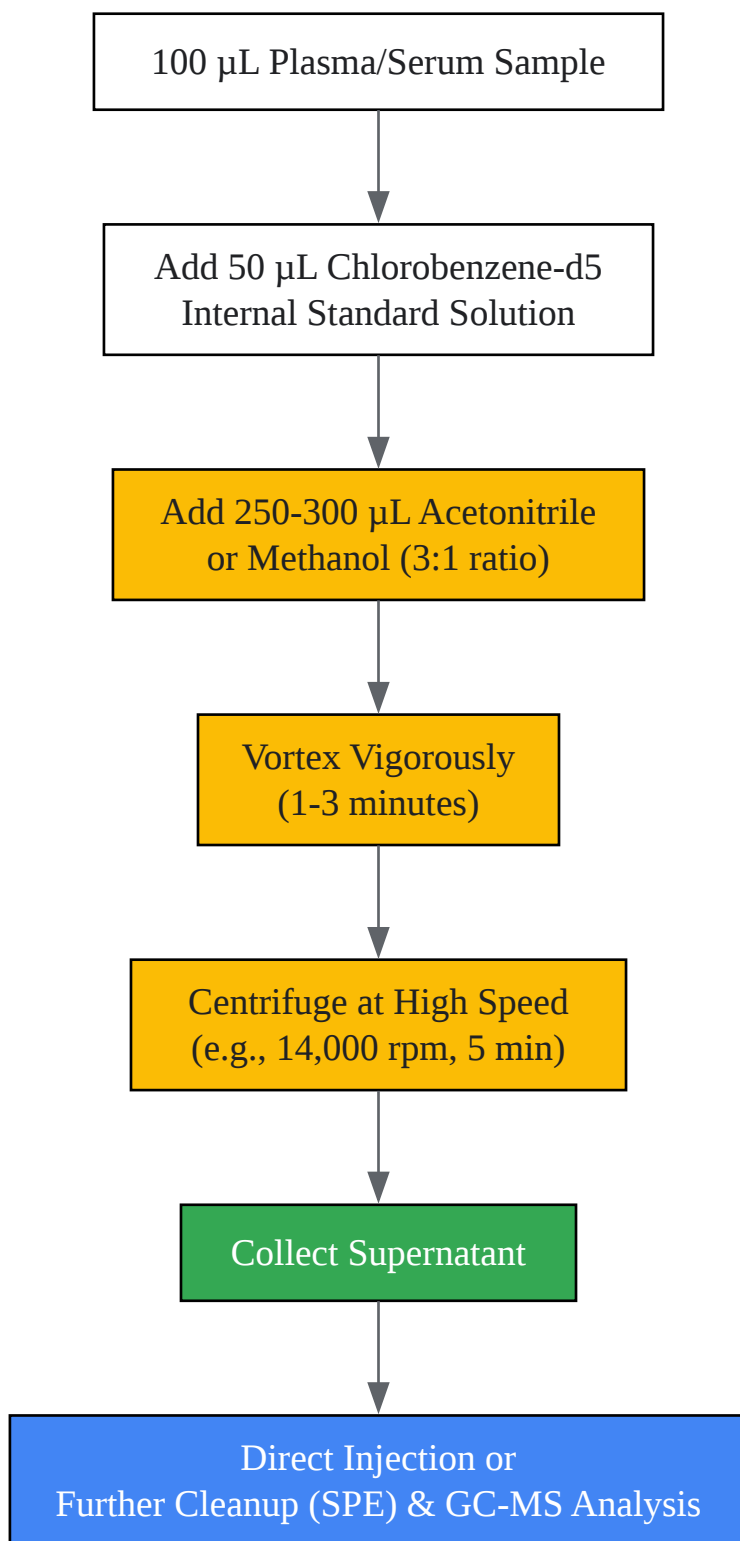 100 µL Plasma/Serum Sample
Add 50 µL Chlorobenzene-d5
Internal Standard Solution
Add 250-300 µL Acetonitrile
or Methanol (3:1 ratio)
Vortex Vigorously
(1-3 minutes)
Centrifuge at High Speed
(e.g., 14,000 rpm, 5 min)
Collect Supernatant
Direct Injection or
Further Cleanup (SPE) & GC-MS Analysis